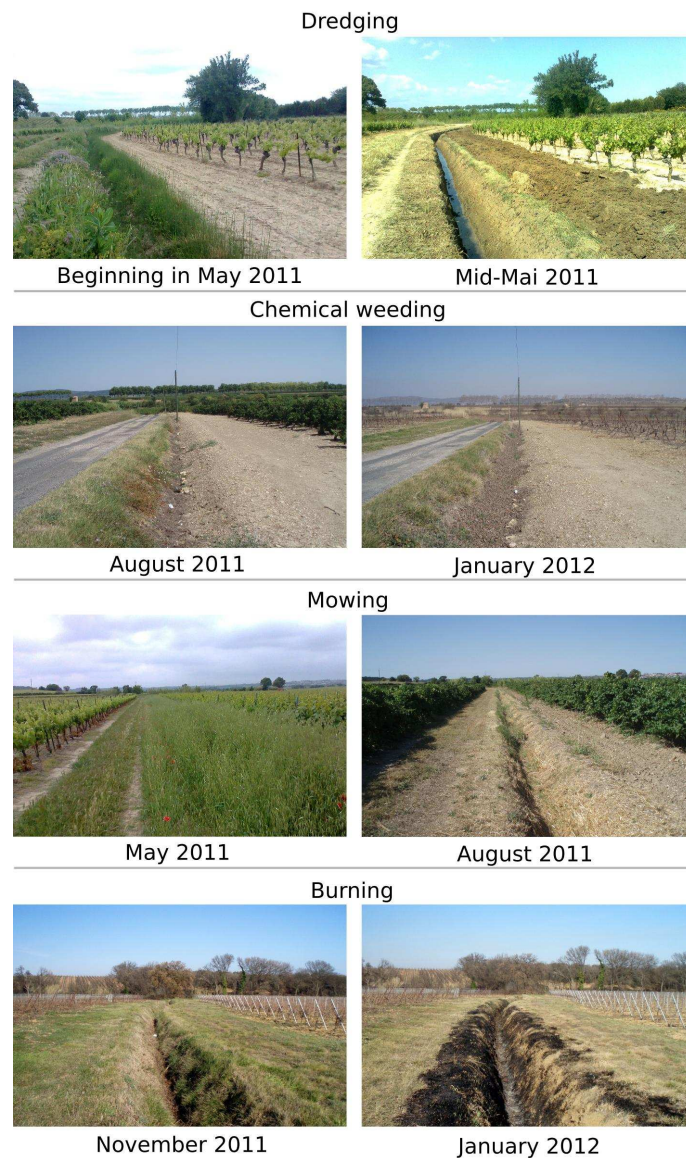 Dredging
Beginning in May 2011
Mid-Mai 2011
Chemical weeding
August 2011
January 2012
Mowing
May 2011
August 2011
Burning
November 2011
January 2012